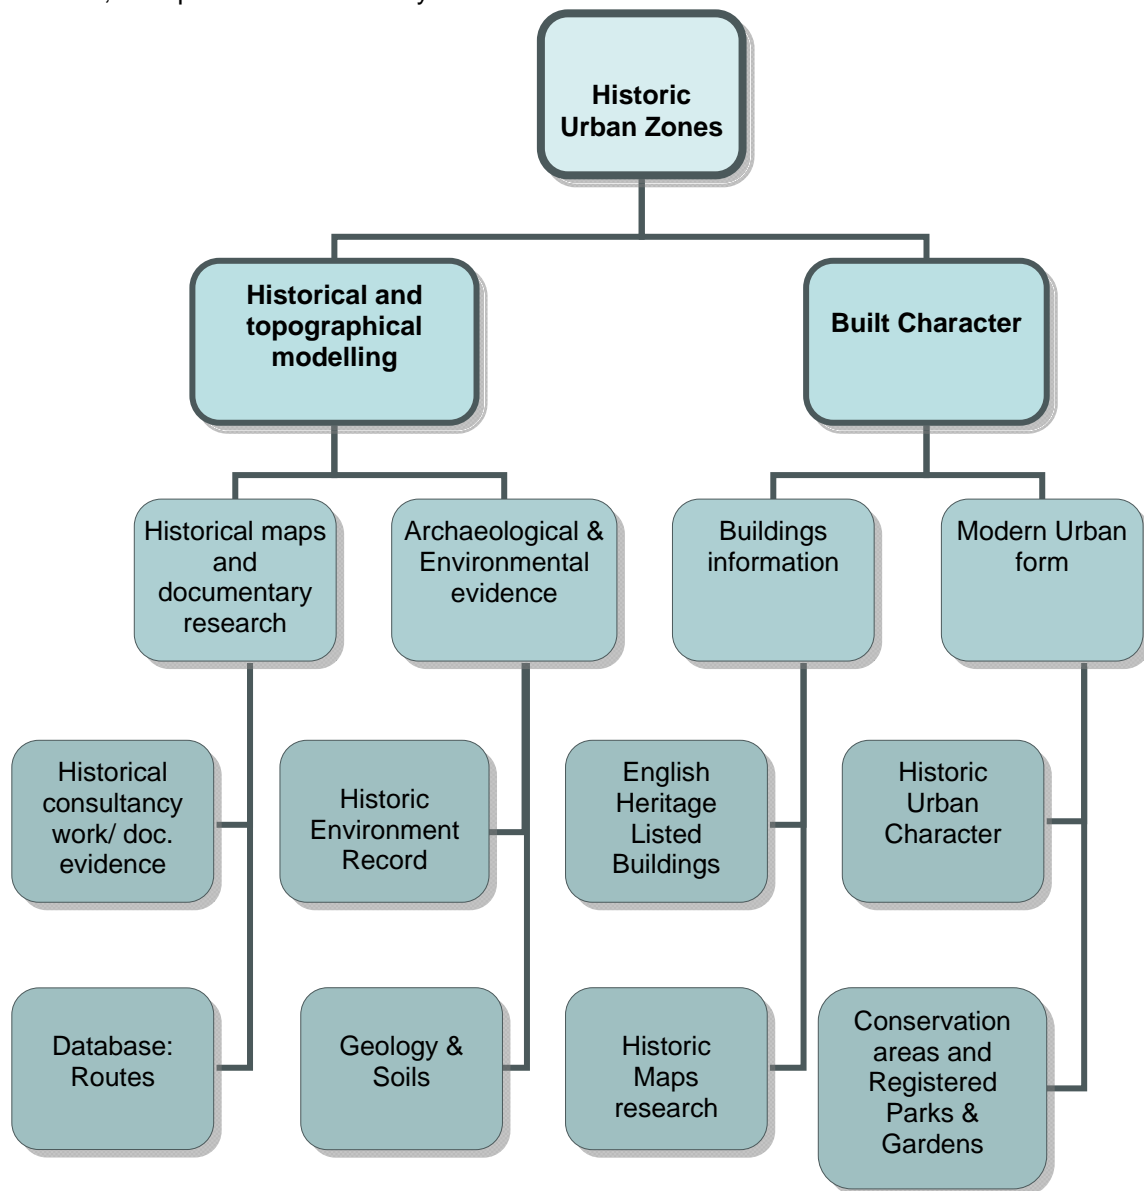 Historic
Urban Zones
Historical and
topographical
modelling
Built Character
Historical maps
and
documentary
research
Archaeological &
Environmental
evidence
Buildings
information
Modern Urban
form
Historical
consultancy
work/ doc.
evidence
Historic
Environment
Record
English
Heritage
Listed
Buildings
Historic
Urban
Character
Database:
Routes
Geology &
Soils
Historic
Maps
research
Conservation
areas and
Registered
Parks &
Gardens